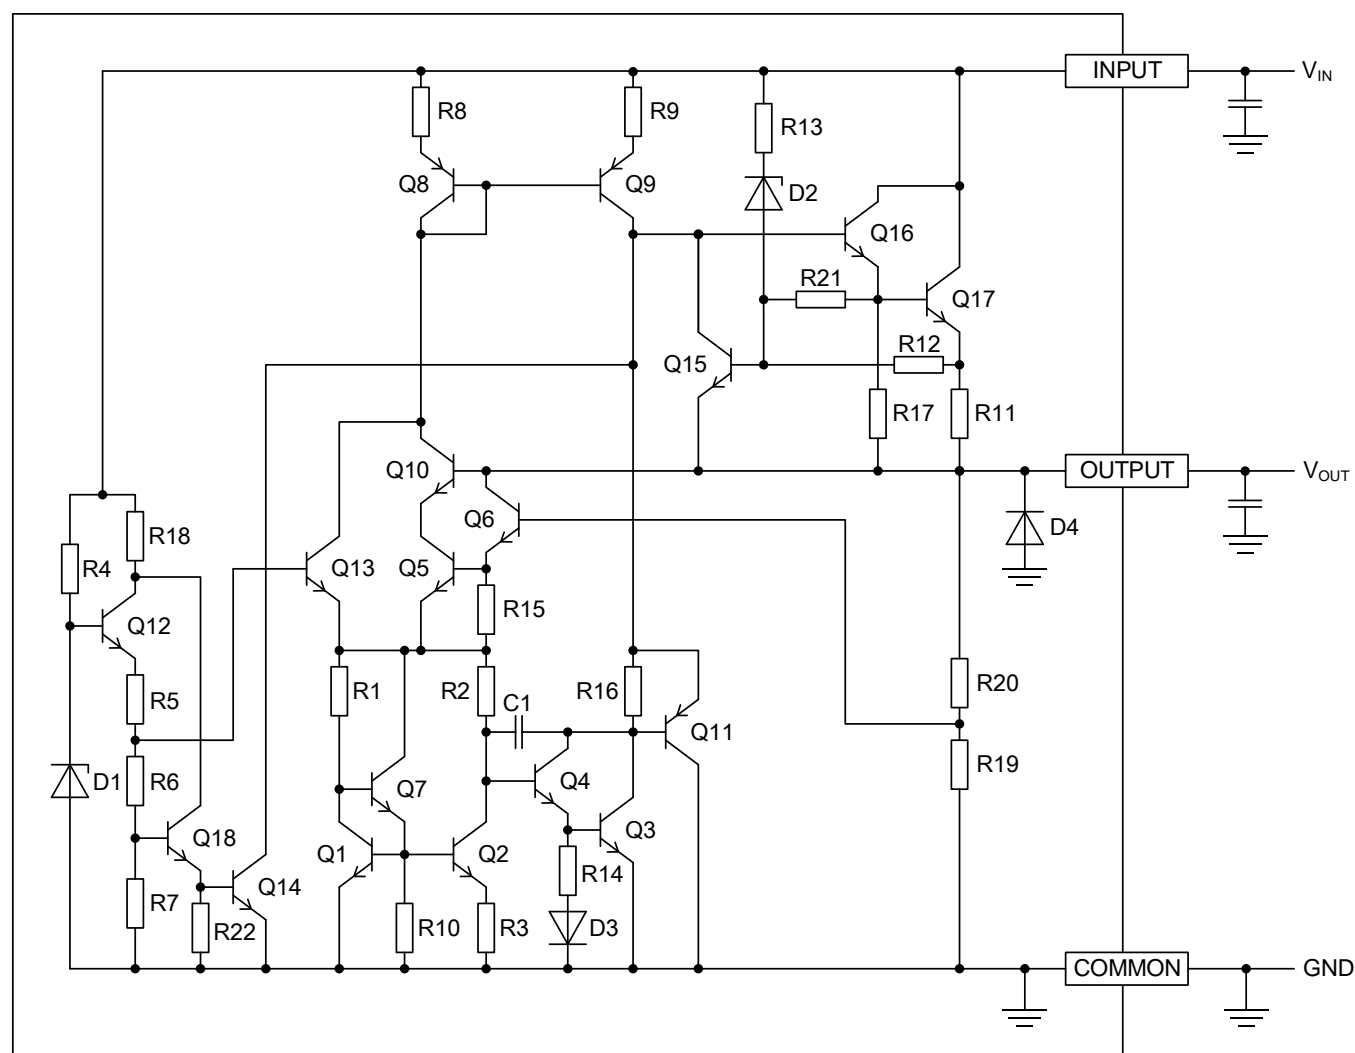 INPUT
V_IN
R8
R9
R13
Q8
Q9
D2
Q16
R21
Q17
R12
Q15
R17
R11
Q10
OUTPUT
V_OUT
R18
Q6
D4
R4
Q13
Q5
R15
Q12
R5
R1
R2
R16
R20
C1
Q11
D1
R6
Q7
Q4
R19
Q18
Q3
Q1
Q2
R14
Q14
R7
R22
R10
R3
D3
COMMON
GND